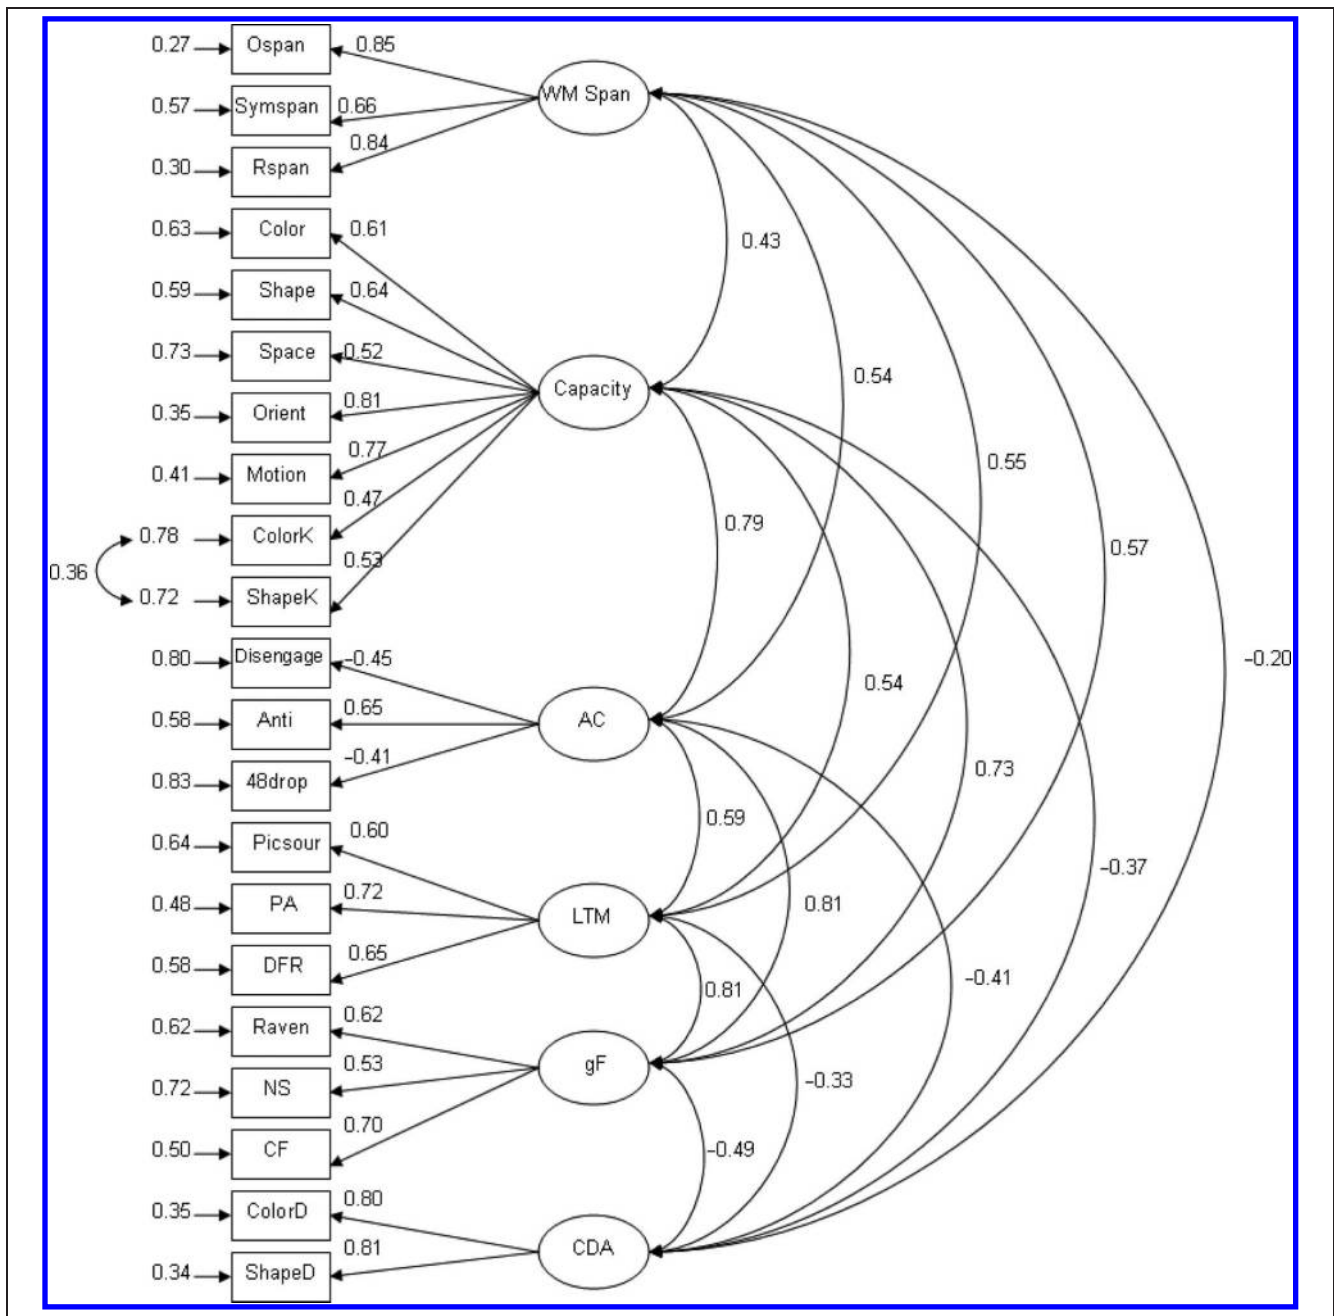 0.27 Ospan 0.85
WM Span
0.57 Symspan 0.66
0.84
0.30 Rspan
0.63 Color 0.61
0.43
0.59 Shape 0.64
0.73 Space 0.52
0.54
Capacity
0.35 Orient 0.81
0.77
0.55
0.41 Motion
0.47
0.79
0.78 ColorK
0.57
0.53
0.36
0.72 ShapeK
0.80 Disengage -0.45
-0.20
0.54
0.58 Anti 0.65
AC
-0.41
0.73
0.83 48drop
0.59
0.64 Picsour 0.60
-0.37
0.48 PA 0.72
0.81
LTM
0.58 DFR 0.65
-0.41
0.81
0.62 Raven 0.62
0.53
gF
-0.33
0.72 NS
0.70
0.50 CF
-0.49
0.35 ColorD 0.80
0.81
CDA
0.34 ShapeD